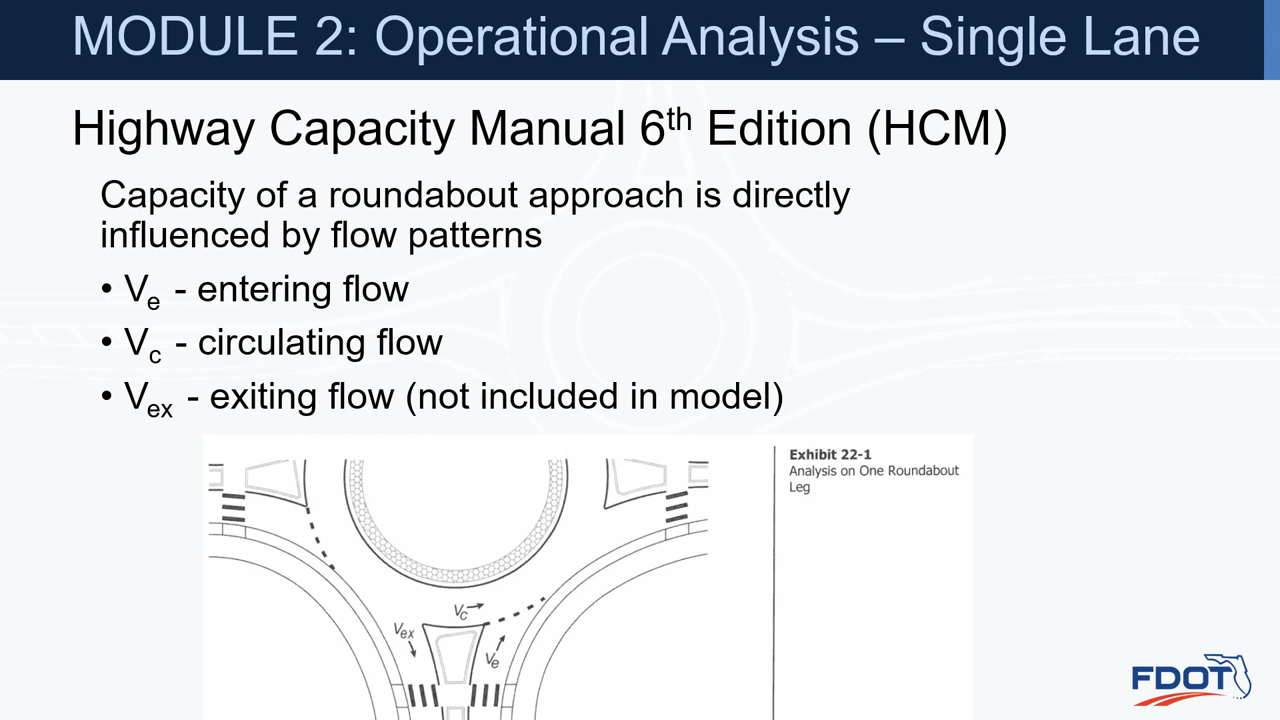 MODULE 2: Operational Analysis – Single Lane
Highway Capacity Manual 6th Edition (HCM)
Capacity of a roundabout approach is directly
influenced by flow patterns
• Ve - entering flow
• Vc - circulating flow
• Vex - exiting flow (not included in model)
Exhibit 22-1
Analysis on One Roundabout
Leg
Vc
Vex
Ve
FDOT